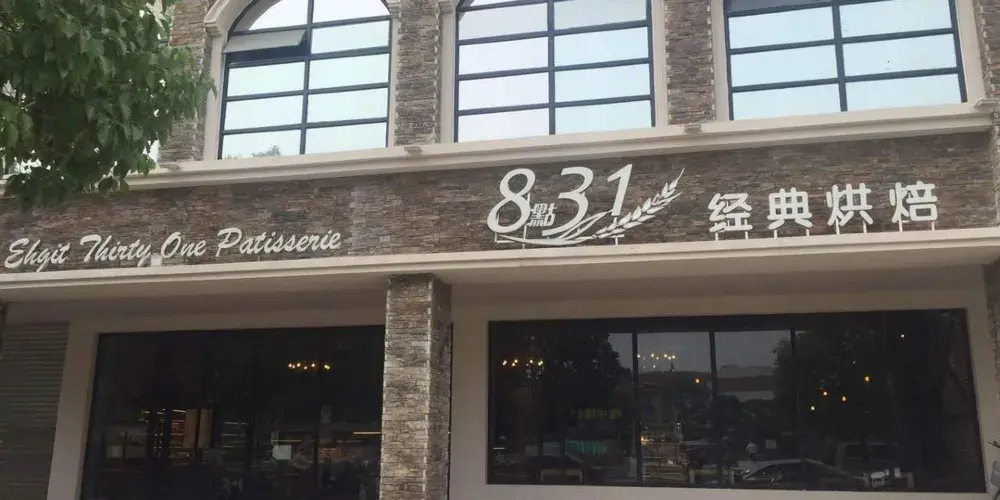 Ehgit Thirty One Patisserie
8點31 经典烘焙